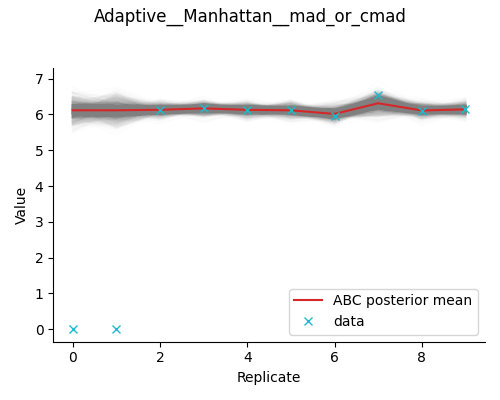 Adaptive__Manhattan__mad_or_cmad
7
6
5
4
3
2
1
0
Value
ABC posterior mean
data
0 2 4 6 8
Replicate